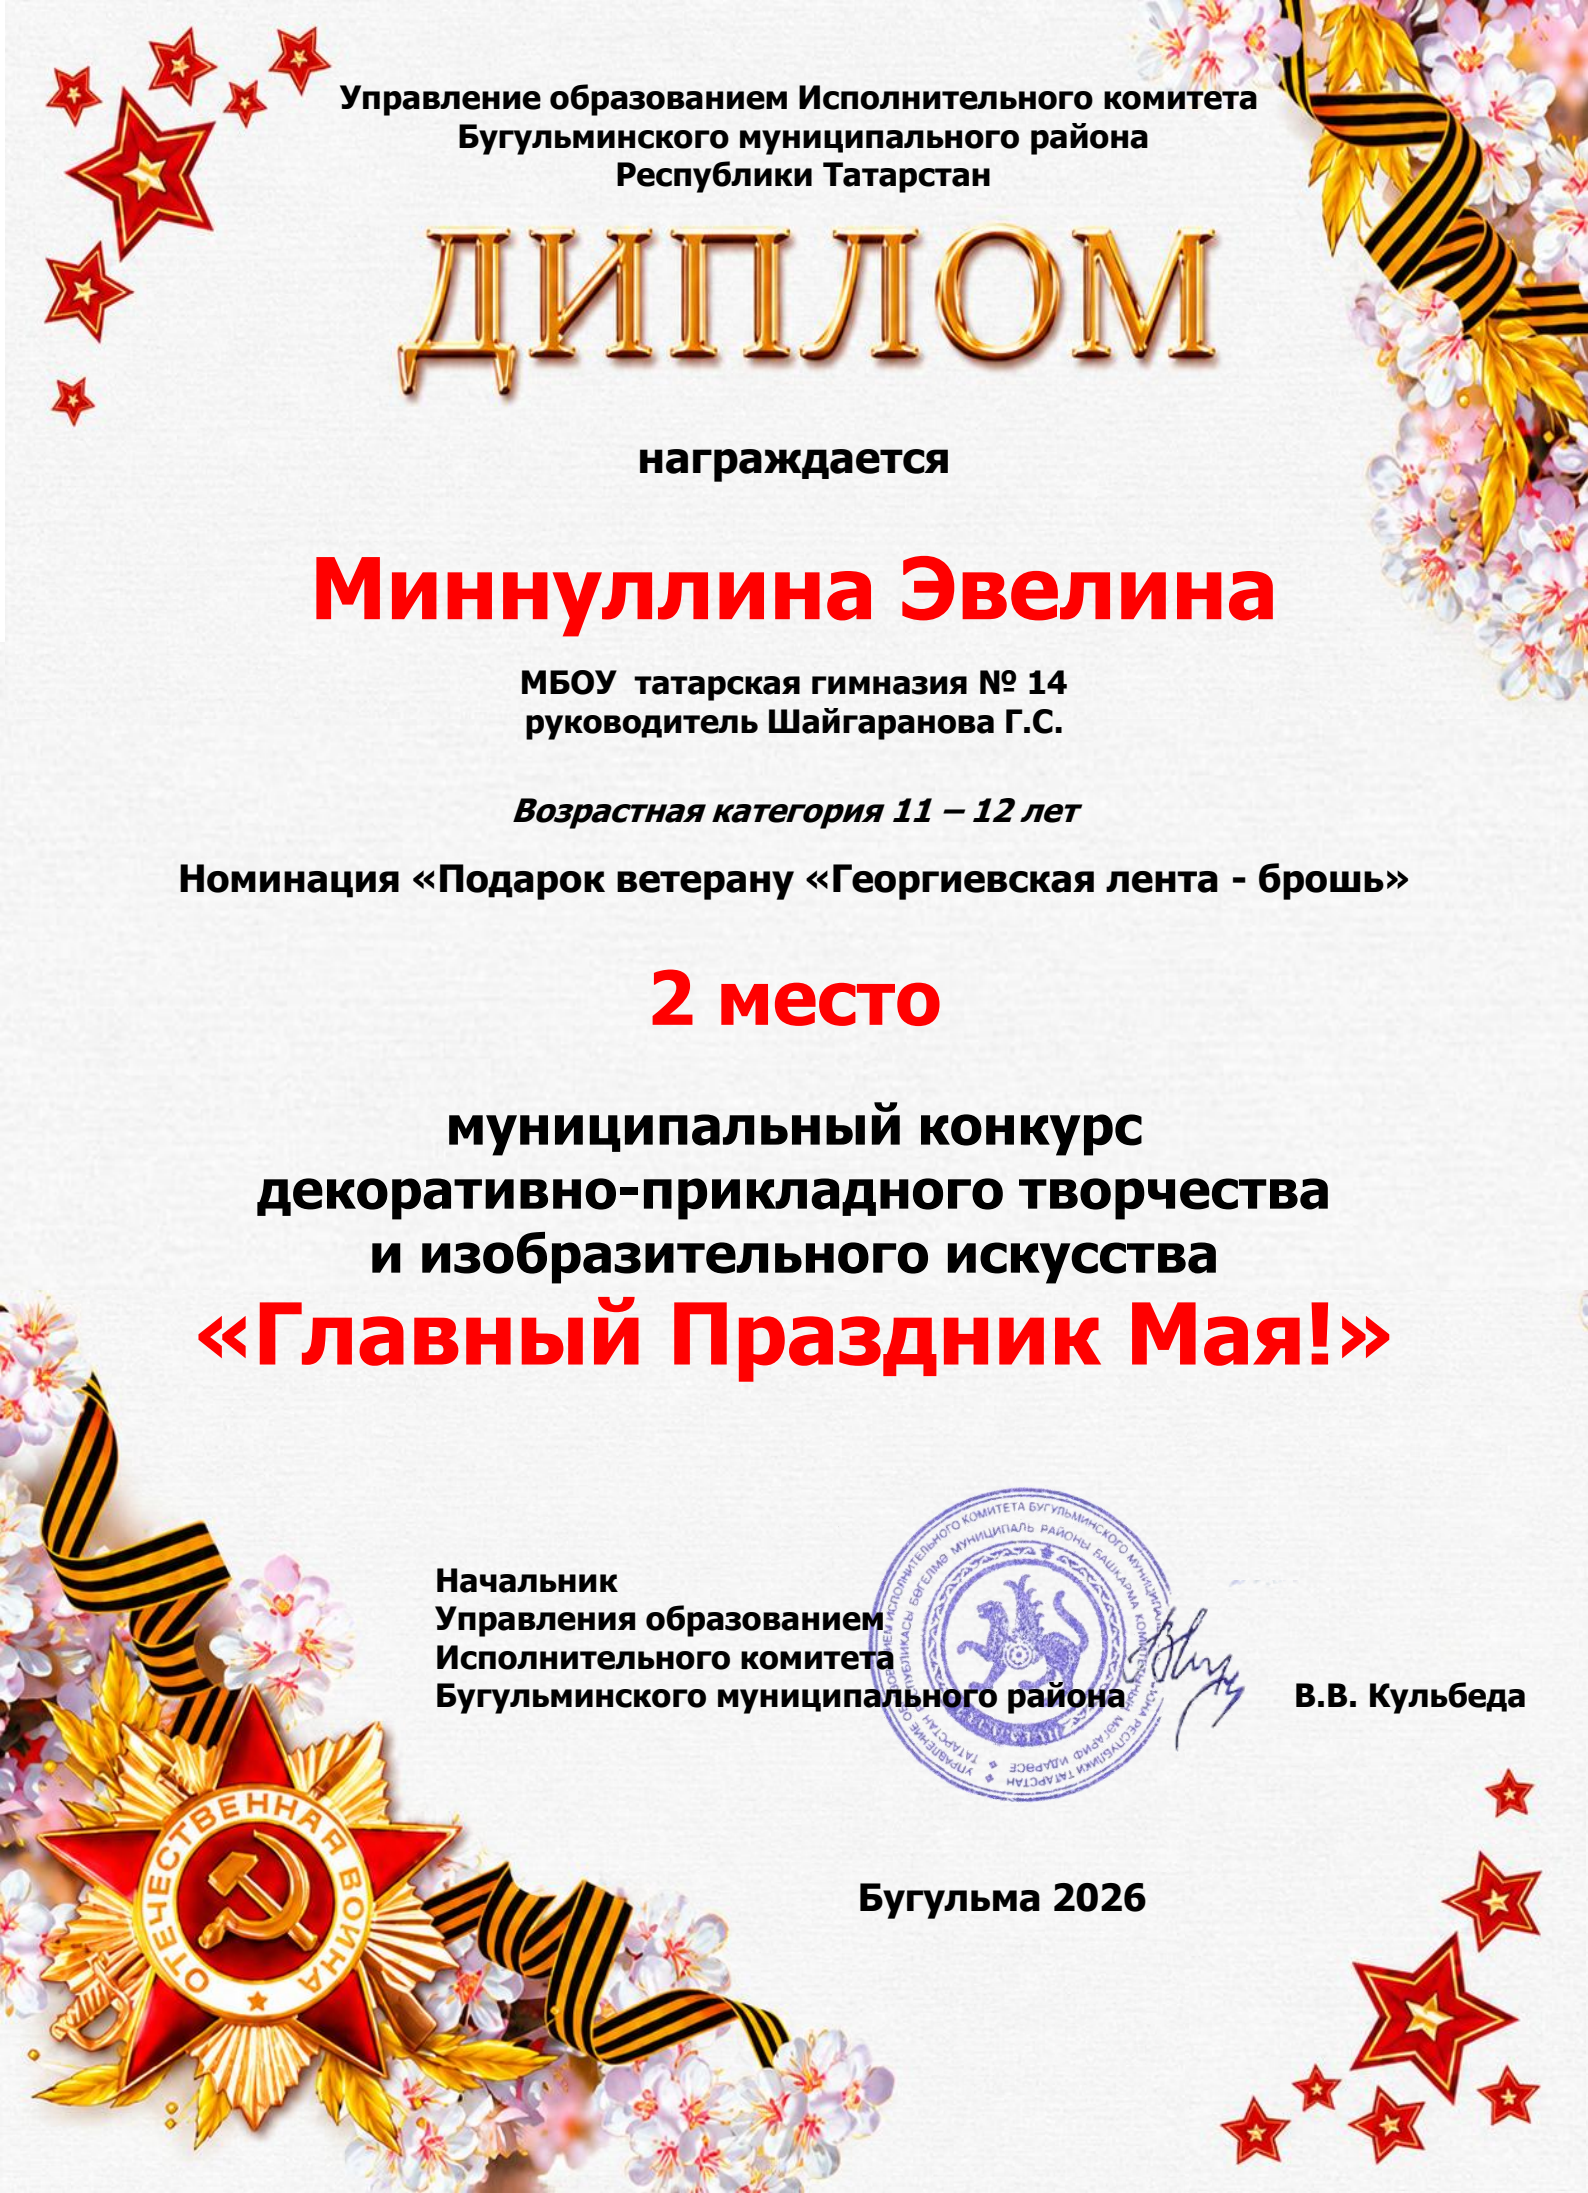 Управление образованием Исполнительного комитета
Бугульминского муниципального района
Республики Татарстан
ДИПЛОМ
награждается
Миннуллина Эвелина
МБОУ татарская гимназия № 14
руководитель Шайгаранова Г.С.
Возрастная категория 11 – 12 лет
Номинация «Подарок ветерану «Георгиевская лента - брошь»
2 место
муниципальный конкурс
декоративно-прикладного творчества
и изобразительного искусства
«Главный Праздник Мая!»
Начальник
Управления образованием
Исполнительного комитета
Бугульминского муниципального района
В.В. Кульбеда
ОТЕЧЕСТВЕННАЯ ВОЙНА
Бугульма 2026